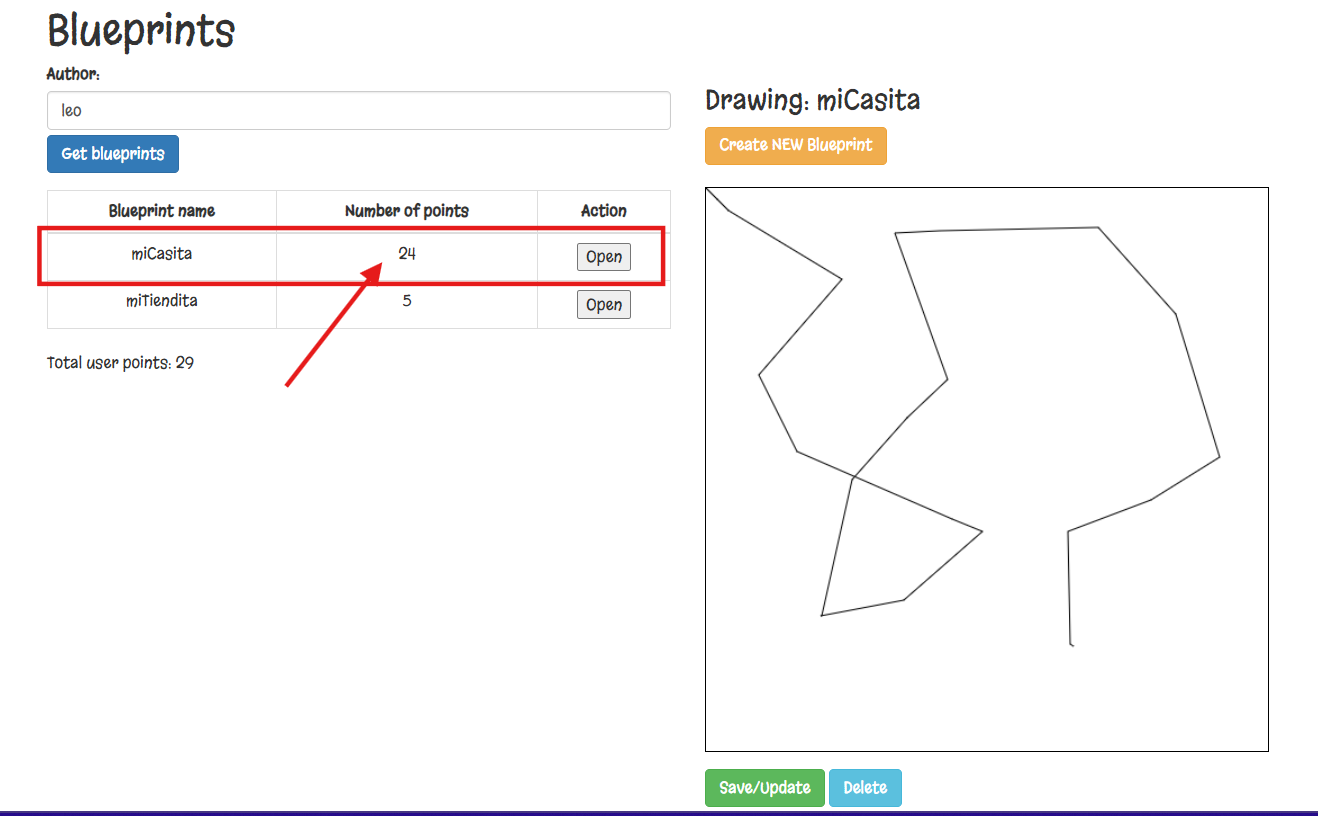 Blueprints
Author:
leo
Get blueprints
Blueprint name Number of points Action
miCasita 24 Open
miTiendita 5 Open
Total user points: 29
Drawing: miCasita
Create NEW Blueprint
Save/Update Delete